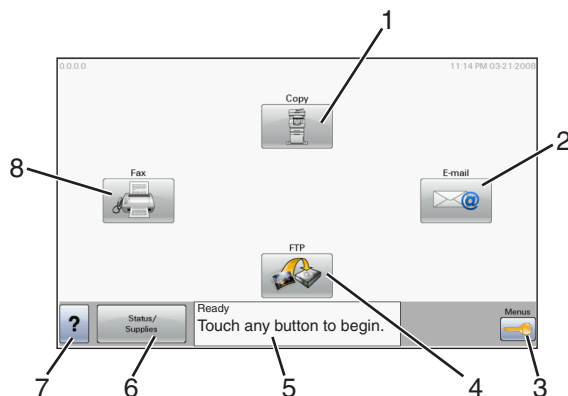 1
0.0.0.0
11:14 PM 03-21-2008
Copy
2
8
Fax
E-mail
FTP
?
Status/
Supplies
Ready
Touch any button to begin.
Menus
7
6
5
4
3